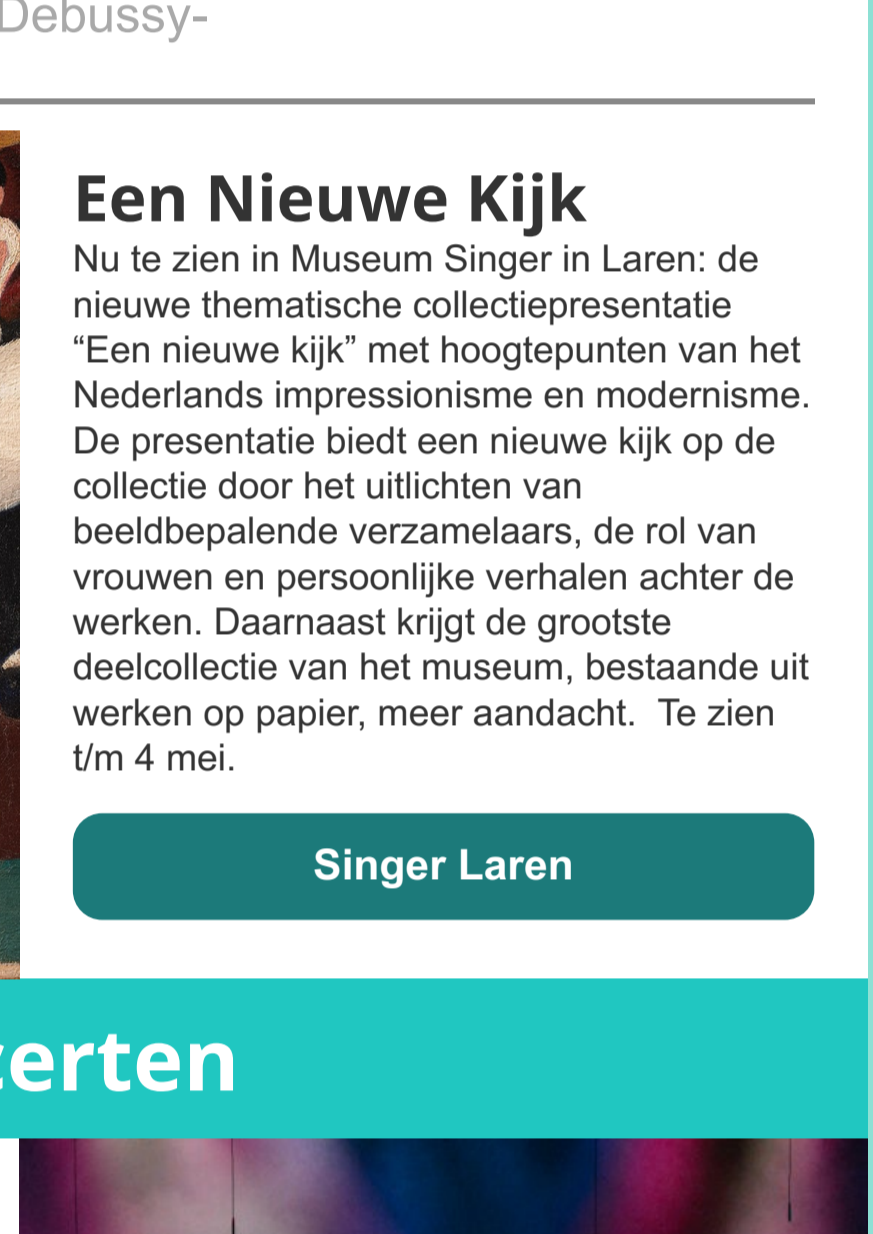 Debussy-
Een Nieuwe Kijk
Nu te zien in Museum Singer in Laren: de
nieuwe thematische collectiepresentatie
“Een nieuwe kijk” met hoogtepunten van het
Nederlands impressionisme en modernisme.
De presentatie biedt een nieuwe kijk op de
collectie door het uitlichten van
beeldbepalende verzamelaars, de rol van
vrouwen en persoonlijke verhalen achter de
werken. Daarnaast krijgt de grootste
deelcollectie van het museum, bestaande uit
werken op papier, meer aandacht.  Te zien
t/m 4 mei.
Singer Laren
certen